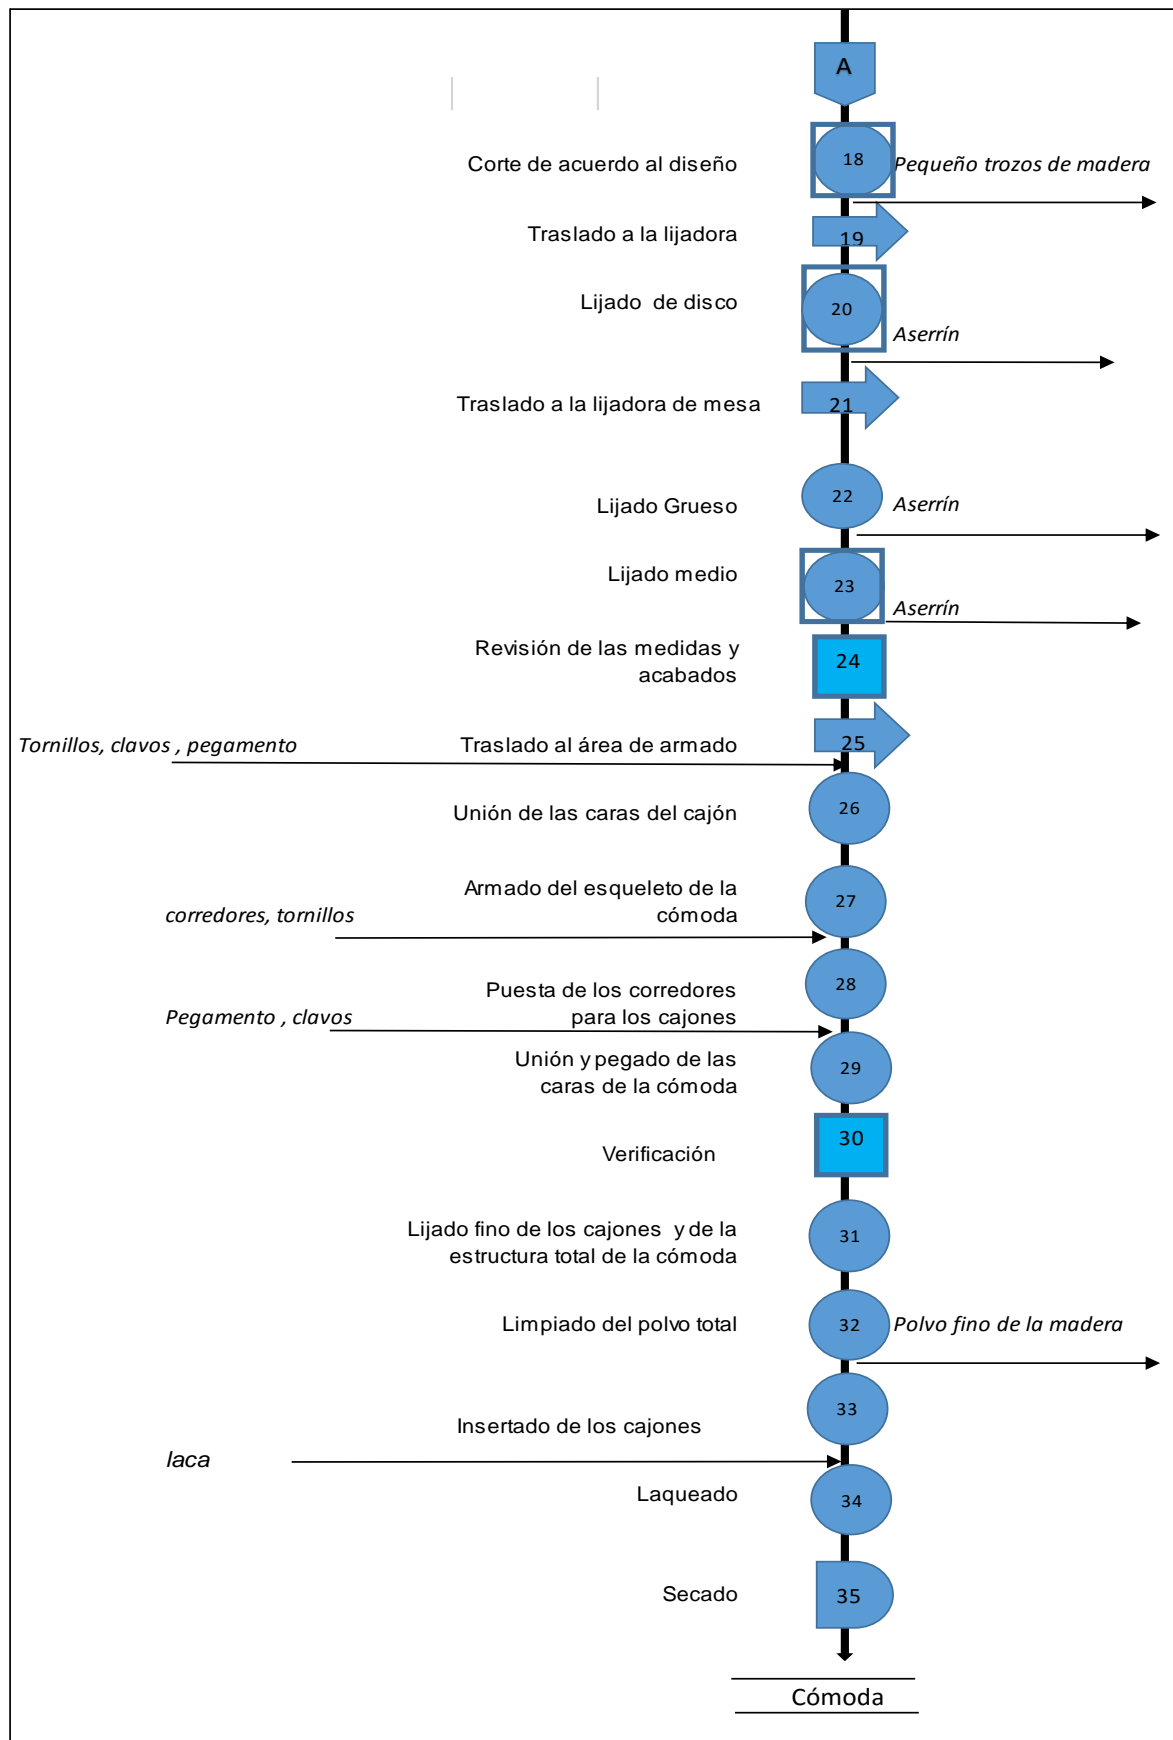 A
Corte de acuerdo al diseño
18
Pequeño trozos de madera
Traslado a la lijadora
19
Lijado de disco
20
Aserrín
Traslado a la lijadora de mesa
21
Lijado Grueso
22
Aserrín
Lijado medio
23
Aserrín
Revisión de las medidas y
acabados
24
Tornillos, clavos , pegamento
Traslado al área de armado
25
Unión de las caras del cajón
26
Armado del esqueleto de la
cómoda
27
corredores, tornillos
Puesta de los corredores
para los cajones
28
Pegamento , clavos
Unión y pegado de las
caras de la cómoda
29
Verificación
30
Lijado fino de los cajones y de la
estructura total de la cómoda
31
Limpiado del polvo total
32
Polvo fino de la madera
Insertado de los cajones
33
laca
Laqueado
34
Secado
35
Cómoda